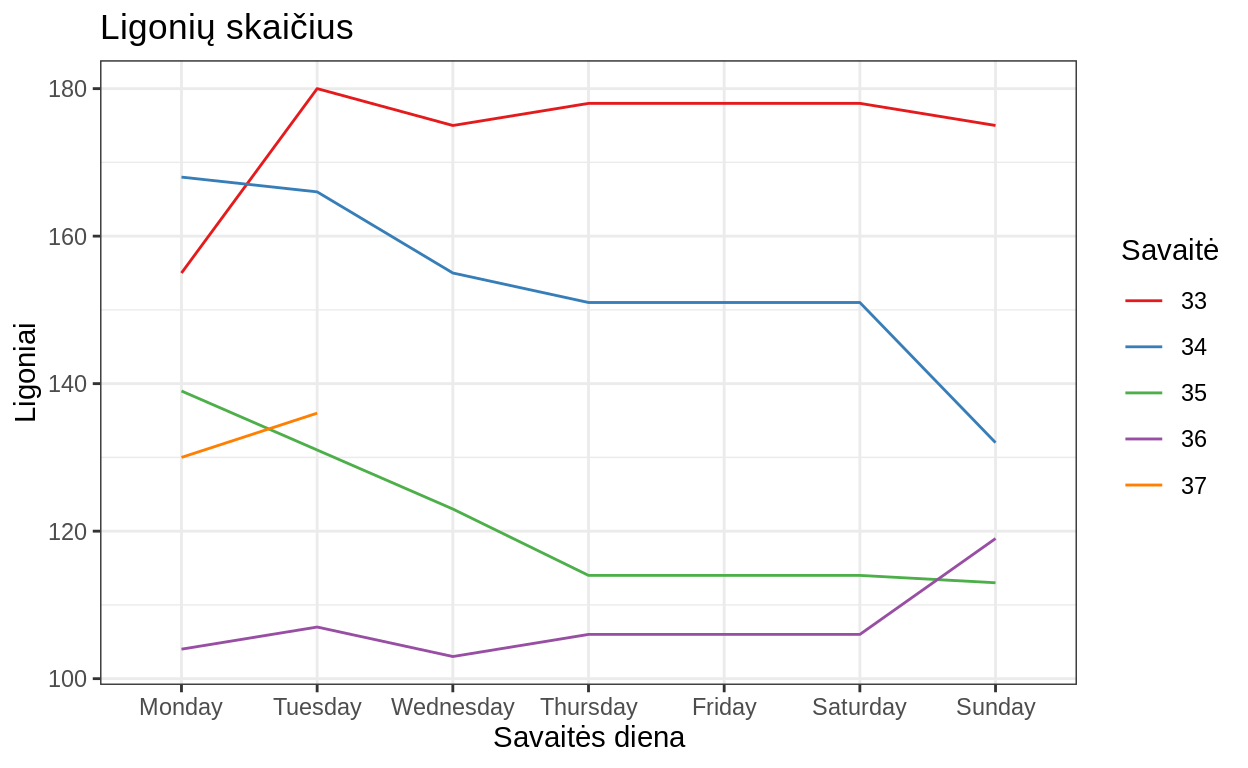 Ligonių skaičius
Ligoniai
180
160
140
120
100
Monday Tuesday Wednesday Thursday Friday Saturday Sunday
Savaitės diena
Savaitė
33
34
35
36
37